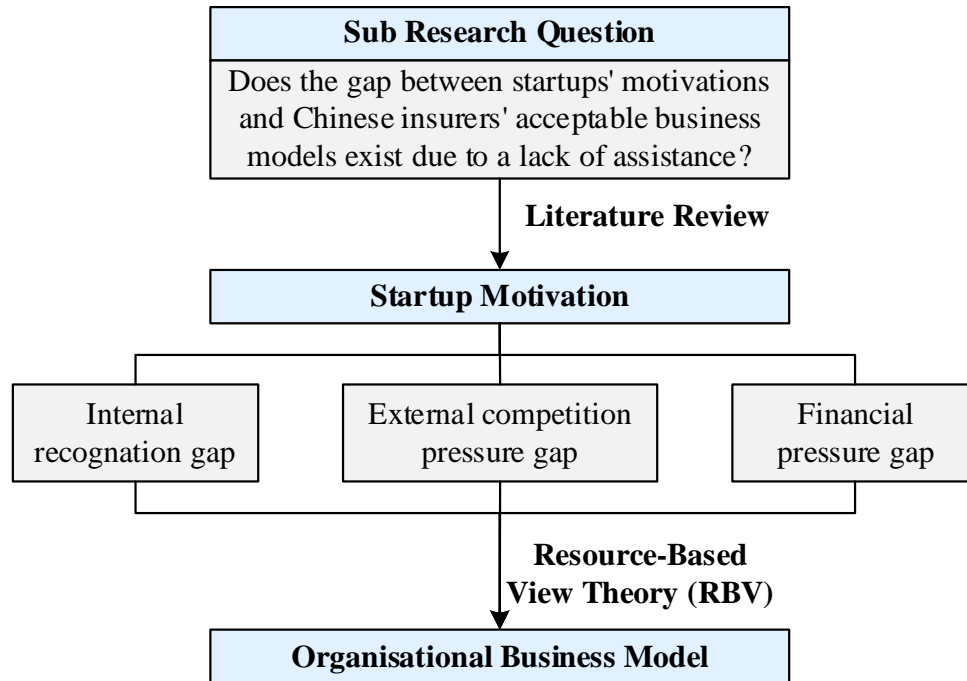 Sub Research Question
Does the gap between startups' motivations
and Chinese insurers' acceptable business
models exist due to a lack of assistance?
Literature Review
Startup Motivation
Internal
recognation gap
External competition
pressure gap
Financial
pressure gap
Resource-Based
View Theory (RBV)
Organisational Business Model